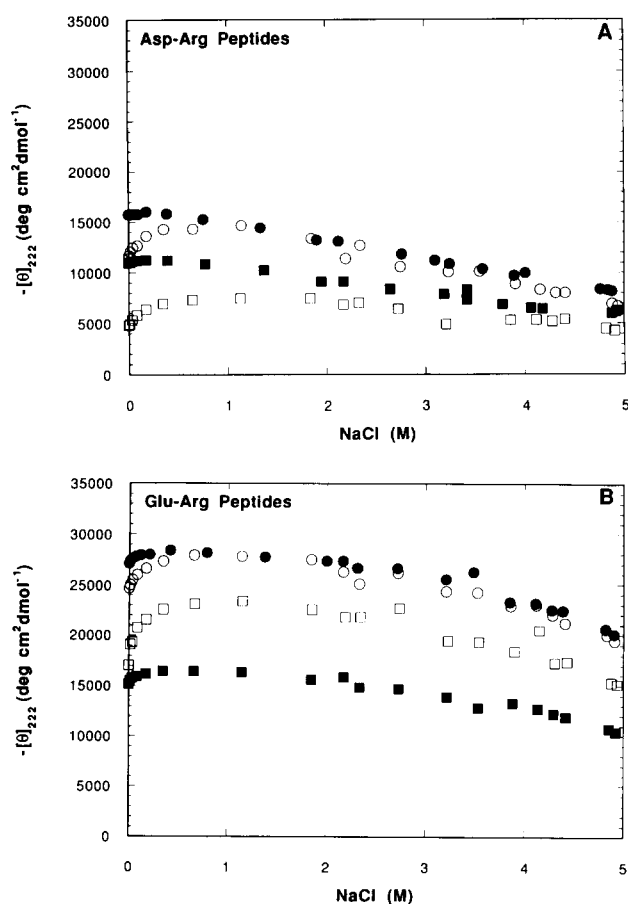 A
Asp-Arg Peptides
35000
30000
25000
20000
15000
10000
5000
0
-[θ]222 (deg cm²dmol⁻¹)
0 1 2 3 4 5
NaCl (M)
B
Glu-Arg Peptides
35000
30000
25000
20000
15000
10000
5000
0
-[θ]222 (deg cm²dmol⁻¹)
0 1 2 3 4 5
NaCl (M)